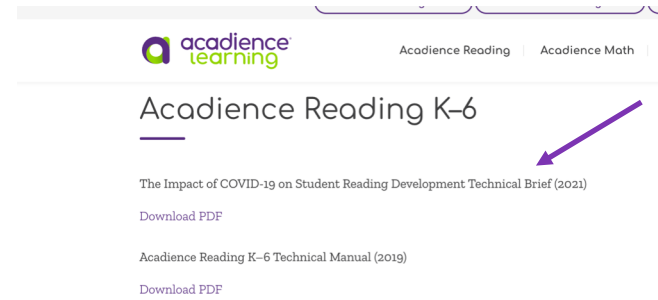 acadience
learning
Acadience Reading
Acadience Math
Acadience Reading K–6
The Impact of COVID-19 on Student Reading Development Technical Brief (2021)
Download PDF
Acadience Reading K–6 Technical Manual (2019)
Download PDF